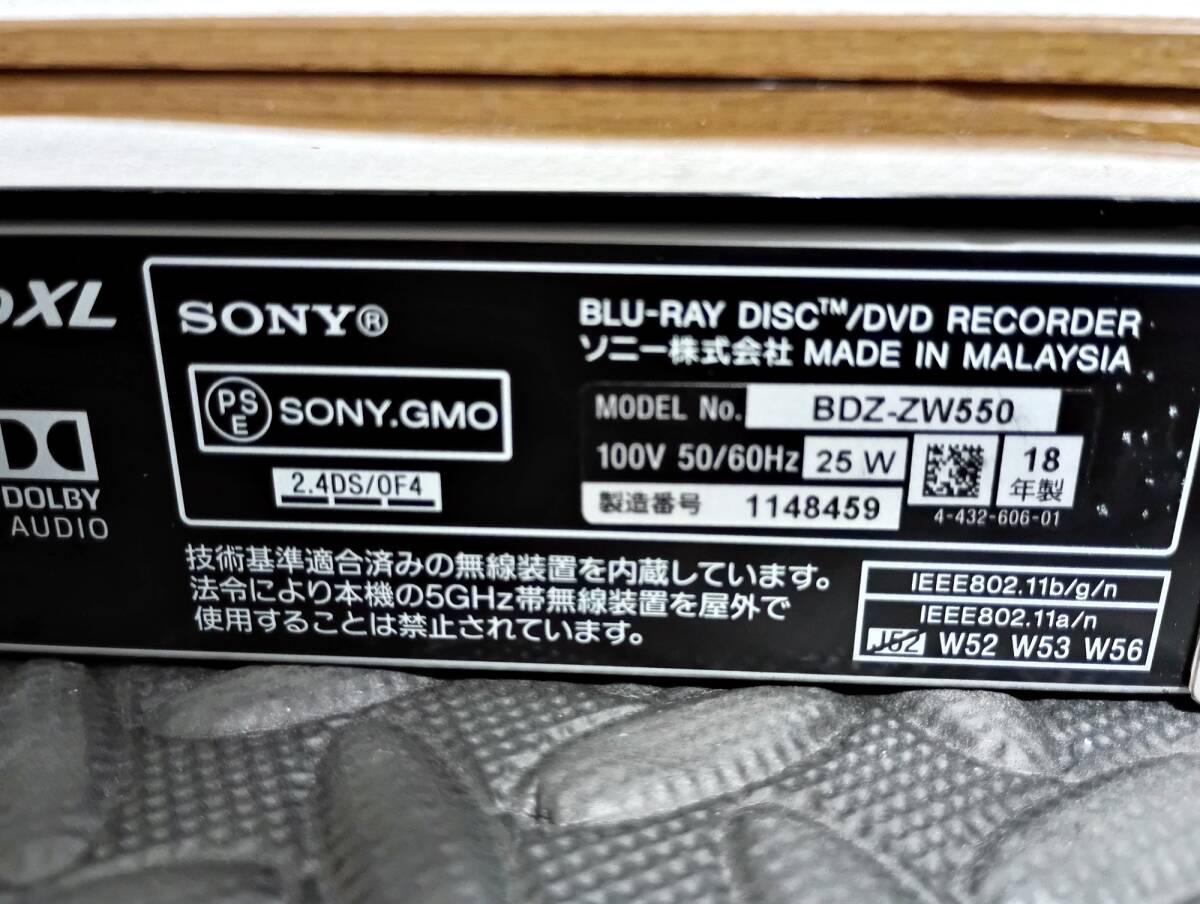 XL
DOLBY
AUDIO
SONY®
PSE SONY.GMO
2.4DS/OF4
BLU-RAY DISC™/DVD RECORDER
ソニー株式会社 MADE IN MALAYSIA
MODEL No. BDZ-ZW550
100V 50/60Hz 25 W
18
年製
製造番号 1148459
4-432-606-01
技術基準適合済みの無線装置を内蔵しています。
法令により本機の5GHz帯無線装置を屋外で
使用することは禁止されています。
IEEE802.11b/g/n
IEEE802.11a/n
J52 W52 W53 W56